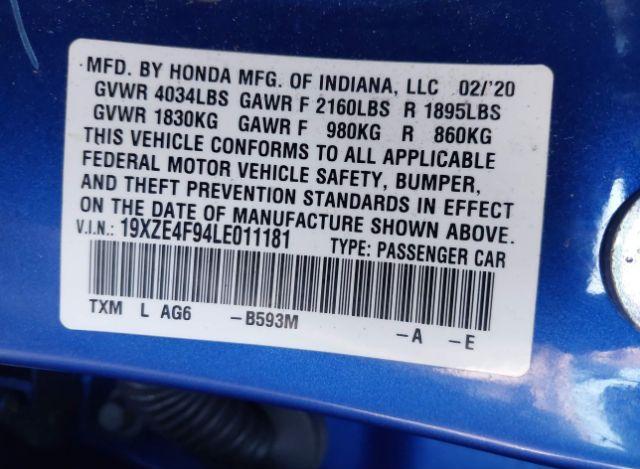 MFD. BY HONDA MFG. OF INDIANA, LLC 02/'20
GVWR 4034LBS GAWR F 2160LBS R 1895LBS
GVWR 1830KG GAWR F 980KG R 860KG
THIS VEHICLE CONFORMS TO ALL APPLICABLE
FEDERAL MOTOR VEHICLE SAFETY, BUMPER,
AND THEFT PREVENTION STANDARDS IN EFFECT
ON THE DATE OF MANUFACTURE SHOWN ABOVE.
V.I.N.: 19XZE4F94LE011181 TYPE: PASSENGER CAR
TXM L AG6 -B593M -A -E